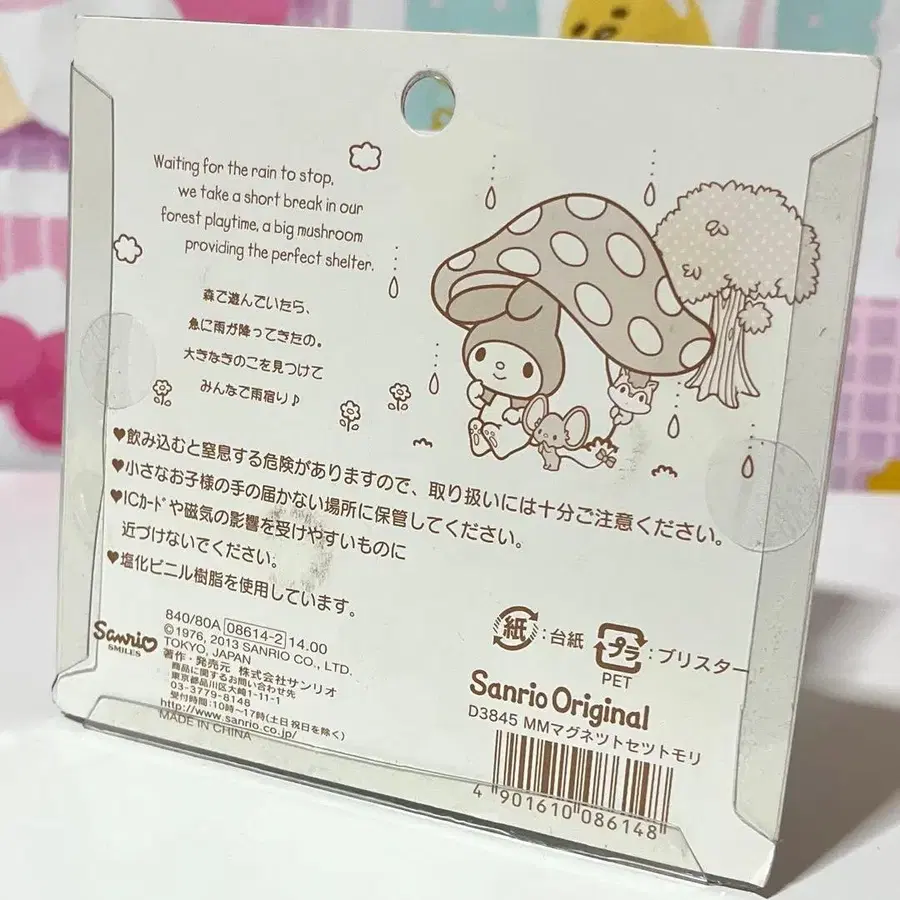 Waiting for the rain to stop,
we take a short break in our
forest playtime, a big mushroom
providing the perfect shelter.
森で遊んでいたら、
急に雨が降ってきたの。
大きなきのこを見つけて
みんなで雨宿り♪
♥飲み込むと窒息する危険がありますので、取り扱いには十分ご注意ください。
♥小さなお子様の手の届かない場所に保管してください。
♥ICカードや磁気の影響を受けやすいものに
近づけないでください。
♥塩化ビニル樹脂を使用しています。
Sanrio
SMILES
840/80A 08614-2 14.00
©1976, 2013 SANRIO CO., LTD.
TOKYO, JAPAN
著作・発売元 株式会社サンリオ
商品に関するお問い合わせ先
東京都品川区大崎1-11-1
03-3779-8148
受付時間:10時~17時(土日祝日を除く)
http://www.sanrio.co.jp/
MADE IN CHINA
紙:台紙
プラ:ブリスター
PET
Sanrio Original
D3845 MMマグネツトセツトモリ
4 901610 086148